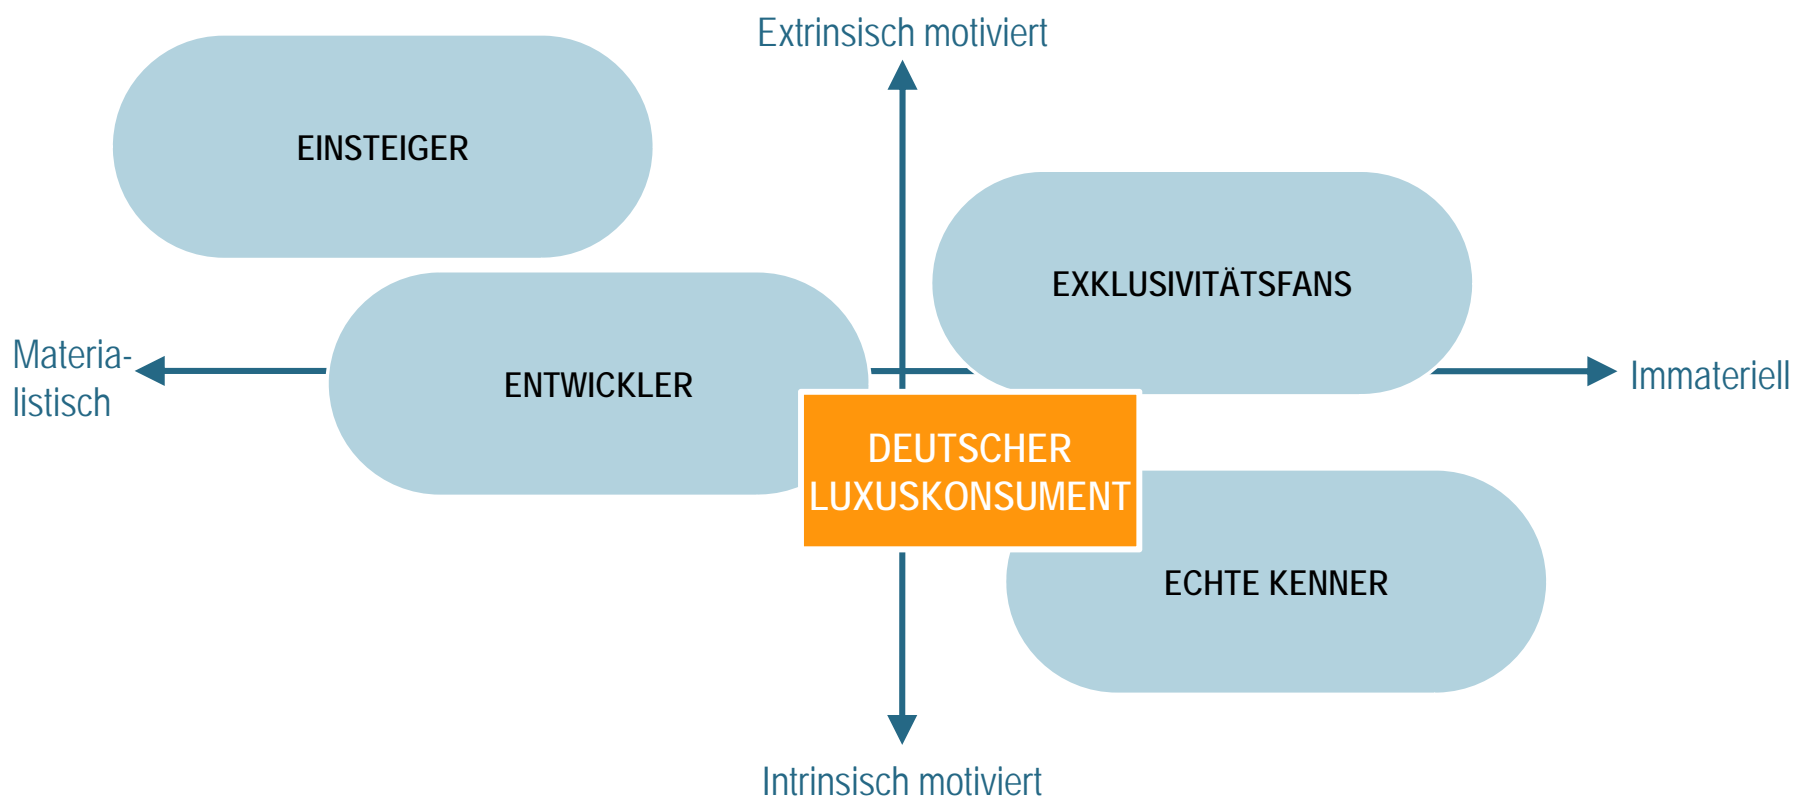 Extrinsisch motiviert
EINSTEIGER
EXKLUSIVITÄTSFANS
Materia-
listisch
ENTWICKLER
Immateriell
DEUTSCHER
LUXUSKONSUMENT
ECHTE KENNER
Intrinsisch motiviert